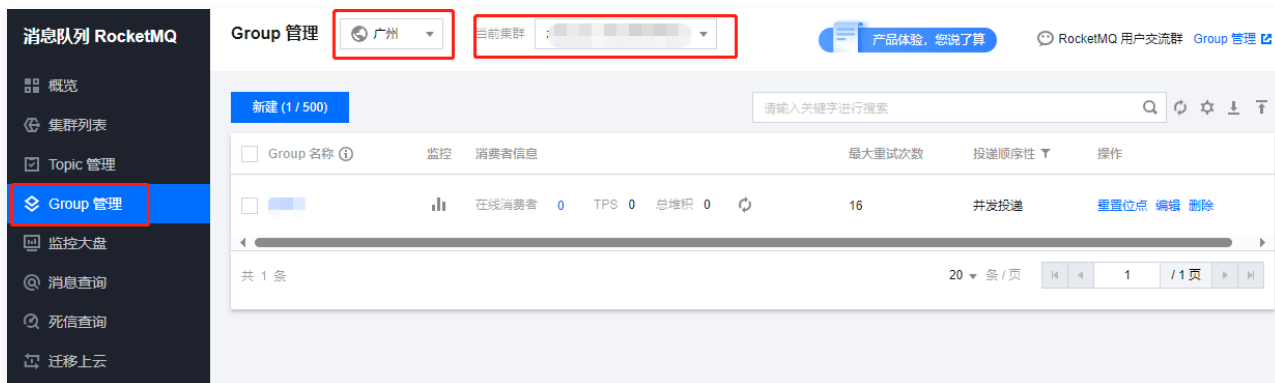 消息队列 RocketMQ
Group 管理 广州 当前集群 产品体验，您说了算 RocketMQ 用户交流群 Group 管理
概览
新建 (1 / 500) 请输入关键字进行搜索
集群列表
Group 名称 监控 消费者信息 最大重试次数 投递顺序性 操作
Topic 管理
Group 管理
在线消费者 0 TPS 0 总堆积 0 16 并发投递 重置位点 编辑 删除
监控大盘
共 1 条 20 条 / 页 1 / 1 页
消息查询
死信查询
迁移上云